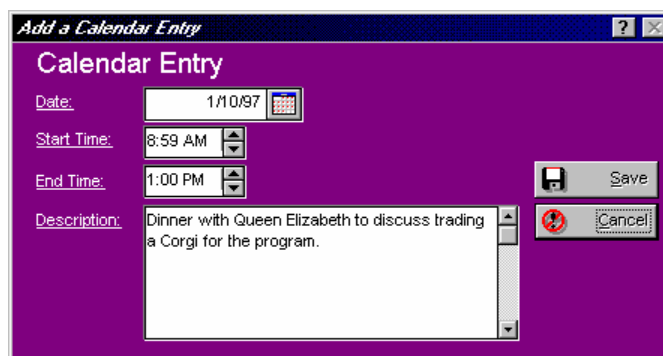 Add a Calendar Entry
?
Calendar Entry
Date: 1/10/97
Start Time: 8:59 AM
End Time: 1:00 PM
Save
Description: Dinner with Queen Elizabeth to discuss trading
a Corgi for the program.
Cancel